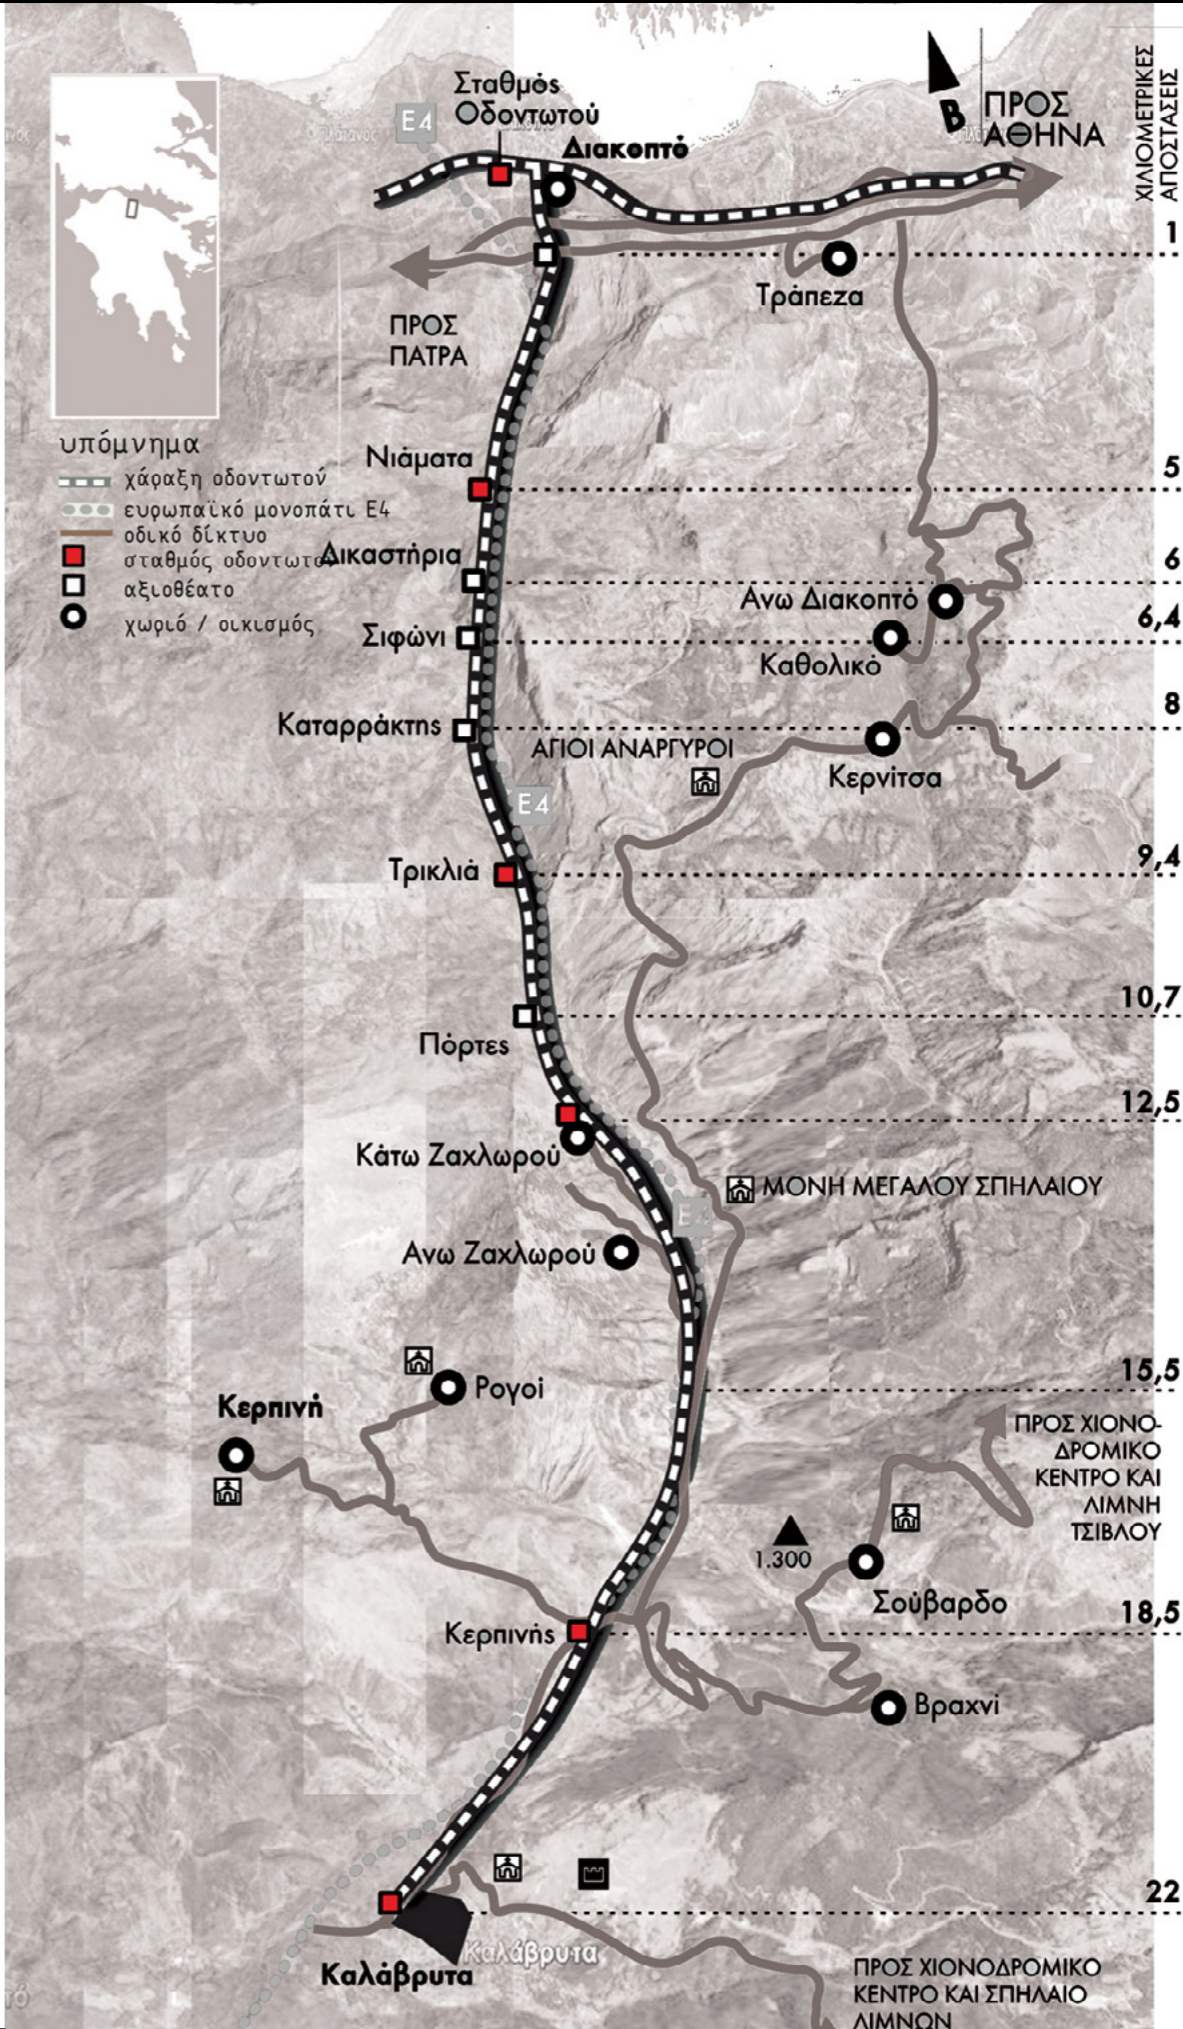 Σταθμός
Οδοντωτού
Ε4
Διακοπτό
Β
ΠΡΟΣ
ΑΘΗΝΑ
ΧΙΛΙΟΜΕΤΡΙΚΕΣ
ΑΠΟΣΤΑΣΕΙΣ
1
Τράπεζα
ΠΡΟΣ
ΠΑΤΡΑ
υπόμνημα
χάραξη οδοντωτού
ευρωπαϊκό μονοπάτι Ε4
οδικό δίκτυο
σταθμός οδοντωτού
αξιοθέατο
χωριό / οικισμός
Νιάματα
5
Δικαστήρια
6
Ανω Διακοπτό
6,4
Σιφώνι
Καθολικό
8
Καταρράκτης
ΑΓΙΟΙ ΑΝΑΡΓΥΡΟΙ
Κερνίτσα
Ε4
9,4
Τρικλιά
10,7
Πόρτες
12,5
Κάτω Ζαχλωρού
ΜΟΝΗ ΜΕΓΑΛΟΥ ΣΠΗΛΑΙΟΥ
Ε4
Ανω Ζαχλωρού
15,5
Ρογοί
Κερπινή
ΠΡΟΣ ΧΙΟΝΟ-
ΔΡΟΜΙΚΟ
ΚΕΝΤΡΟ ΚΑΙ
ΛΙΜΝΗ
ΤΣΙΒΛΟΥ
1.300
Σούβαρδο
18,5
Κερπινής
Βραχνί
22
Καλάβρυτα
Καλάβρυτα
ΠΡΟΣ ΧΙΟΝΟΔΡΟΜΙΚΟ
ΚΕΝΤΡΟ ΚΑΙ ΣΠΗΛΑΙΟ
ΛΙΜΝΩΝ